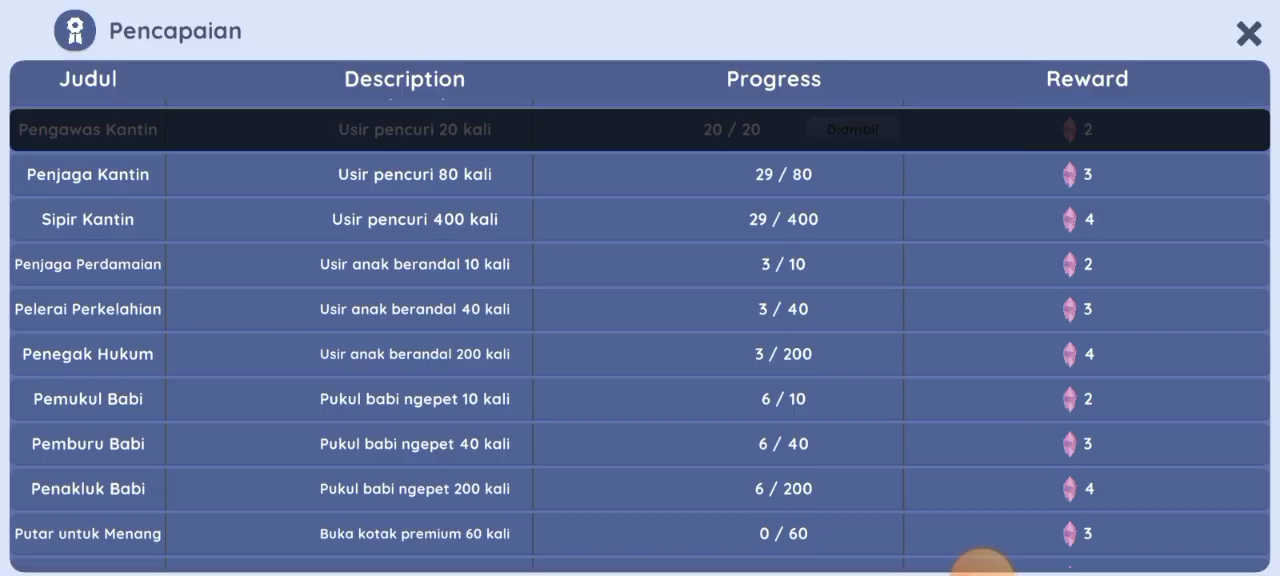 Pencapaian
Judul Description Progress Reward
Pengawas Kantin Usir pencuri 20 kali 20 / 20 Diambil 2
Penjaga Kantin Usir pencuri 80 kali 29 / 80 3
Sipir Kantin Usir pencuri 400 kali 29 / 400 4
Penjaga Perdamaian Usir anak berandal 10 kali 3 / 10 2
Pelerai Perkelahian Usir anak berandal 40 kali 3 / 40 3
Penegak Hukum Usir anak berandal 200 kali 3 / 200 4
Pemukul Babi Pukul babi ngepet 10 kali 6 / 10 2
Pemburu Babi Pukul babi ngepet 40 kali 6 / 40 3
Penakluk Babi Pukul babi ngepet 200 kali 6 / 200 4
Putar untuk Menang Buka kotak premium 60 kali 0 / 60 3